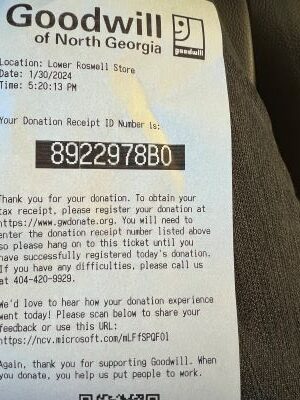 Goodwill
of North Georgia
goodwill
Location: Lower Roswell Store
Date: 1/30/2024
Time: 5:20:13 PM
Your Donation Receipt ID Number is:
8922978B0
Thank you for your donation. To obtain your
tax receipt, please register your donation at
https://www.gwdonate.org. You will need to
enter the donation receipt number listed above
so please hang on to this ticket until you
have successfully registered today's donation.
If you have any difficulties, please call us
at 404-420-9929.
We'd love to hear how your donation experience
went today! Please scan below to share your
feedback or use this URL:
https://ncv.microsoft.com/mLFfSPQF0l
Again, thank you for supporting Goodwill. When
you donate, you help us put people to work.